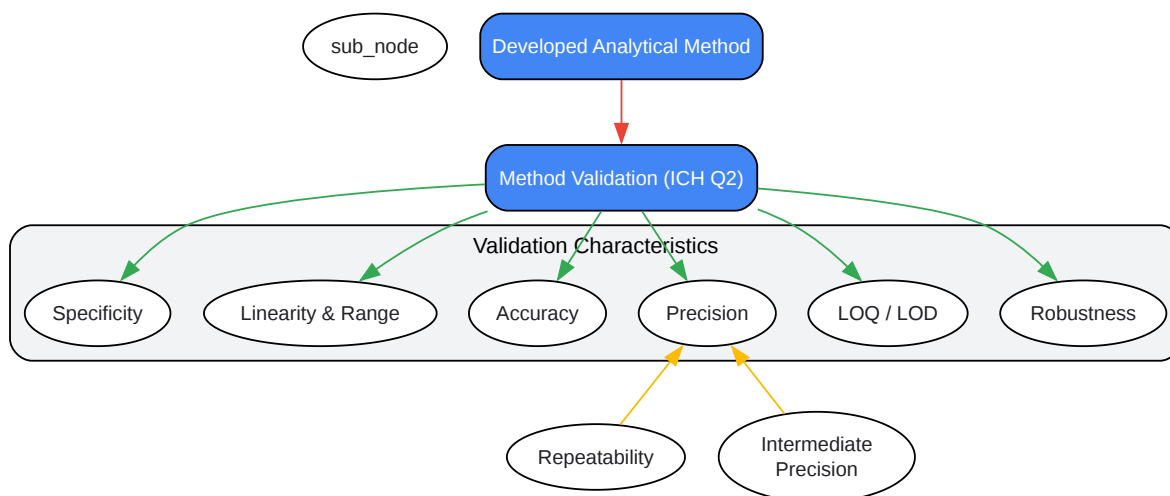 sub_node
Developed Analytical Method
Method Validation (ICH Q2)
Validation Characteristics
Specificity
Linearity & Range
Accuracy
Precision
LOQ / LOD
Robustness
Repeatability
Intermediate
Precision